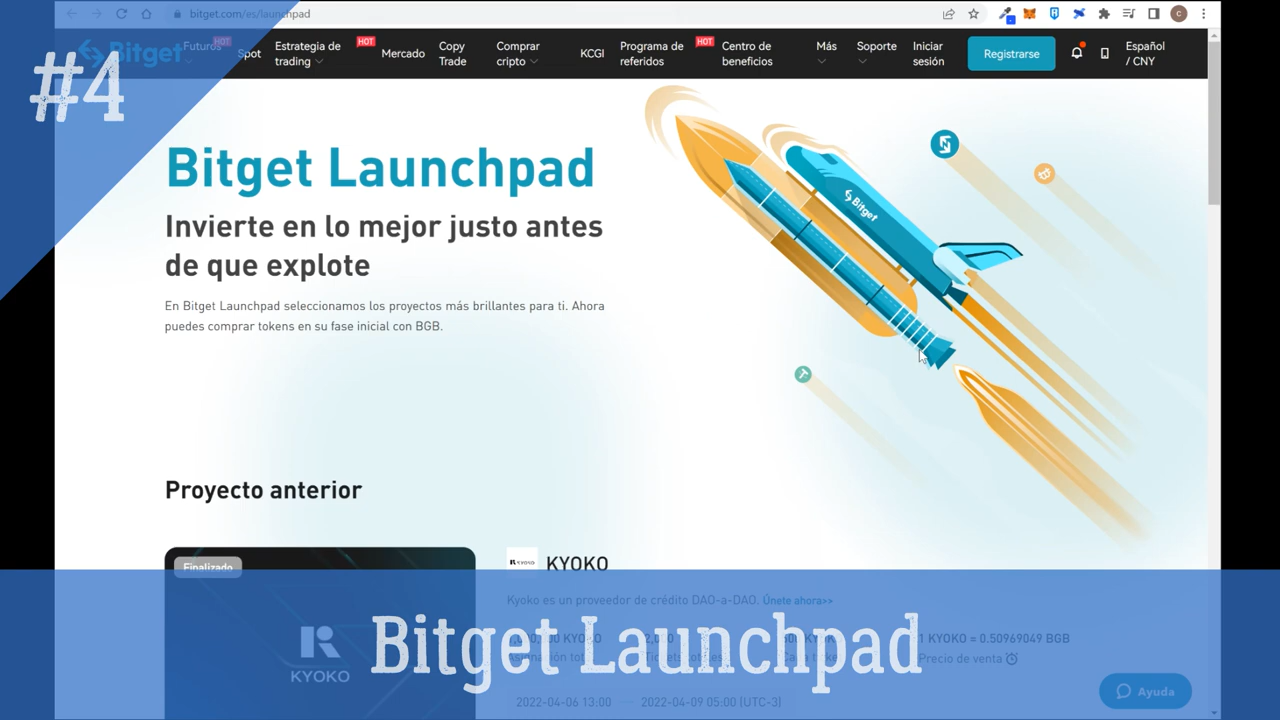 bitget.com/es/launchpad
#4
Bitget
Futuros HOT
Spot
Estrategia de trading HOT
Mercado
Copy Trade
Comprar cripto
KCGI
Programa de referidos HOT
Centro de beneficios
Más
Soporte
Iniciar sesión
Registrarse
Español / CNY
Bitget Launchpad
Invierte en lo mejor justo antes
de que explote
En Bitget Launchpad seleccionamos los proyectos más brillantes para ti. Ahora
puedes comprar tokens en su fase inicial con BGB.
Bitget
Proyecto anterior
Finalizado
KYOKO
KYOKO
KYOKO
Kyoko es un proveedor de crédito DAO-a-DAO. Únete ahora>>
1 KYOKO = 0.50969049 BGB
Precio de venta
Bitget Launchpad
2022-04-06 13:00 — 2022-04-09 05:00 (UTC-3)
Ayuda